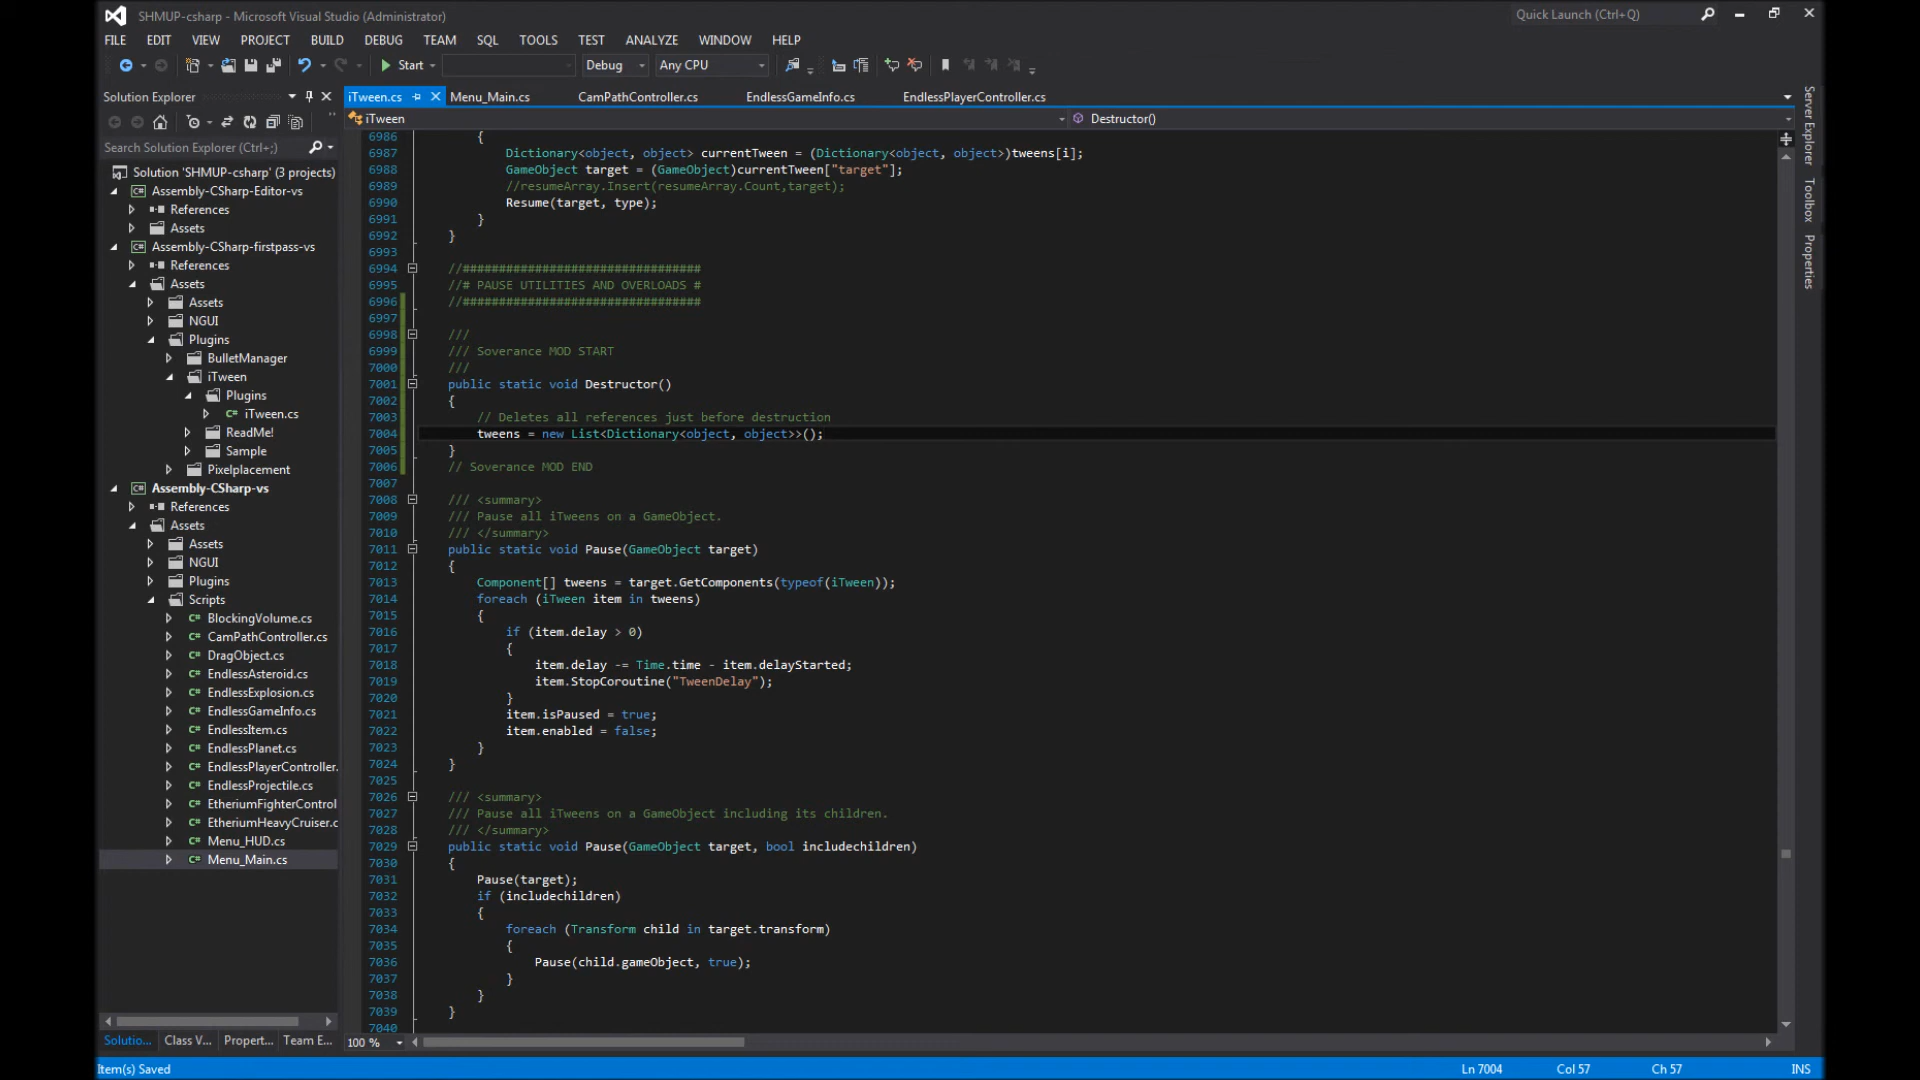 SHMUP-csharp - Microsoft Visual Studio (Administrator)
Quick Launch (Ctrl+Q)
FILE EDIT VIEW PROJECT BUILD DEBUG TEAM SQL TOOLS TEST ANALYZE WINDOW HELP
Start Debug Any CPU
Solution Explorer
iTween.cs Menu_Main.cs CamPathController.cs EndlessGameInfo.cs EndlessPlayerController.cs
iTween Destructor()
Search Solution Explorer (Ctrl+;)
Solution 'SHMUP-csharp' (3 projects)
Assembly-CSharp-Editor-vs
References
Assets
Assembly-CSharp-firstpass-vs
References
Assets
Assets
NGUI
Plugins
BulletManager
iTween
Plugins
iTween.cs
ReadMe!
Sample
Pixelplacement
Assembly-CSharp-vs
References
Assets
Assets
NGUI
Plugins
Scripts
BlockingVolume.cs
CamPathController.cs
DragObject.cs
EndlessAsteroid.cs
EndlessExplosion.cs
EndlessGameInfo.cs
EndlessItem.cs
EndlessPlanet.cs
EndlessPlayerController.
EndlessProjectile.cs
EtheriumFighterControl
EtheriumHeavyCruiser.c
Menu_HUD.cs
Menu_Main.cs
Soluti​o... Class V... Propert... Team E...
6986 {
6987 Dictionary<object, object> currentTween = (Dictionary<object, object>)tweens[i];
6988 GameObject target = (GameObject)currentTween["target"];
6989 //resumeArray.Insert(resumeArray.Count,target);
6990 Resume(target, type);
6991 }
6992 }
6993
6994 //#################################
6995 //# PAUSE UTILITIES AND OVERLOADS #
6996 //#################################
6997
6998 ///
6999 /// Soverance MOD START
7000 ///
7001 public static void Destructor()
7002 {
7003 // Deletes all references just before destruction
7004 tweens = new List<Dictionary<object, object>>();
7005 }
7006 // Soverance MOD END
7007
7008 /// <summary>
7009 /// Pause all iTweens on a GameObject.
7010 /// </summary>
7011 public static void Pause(GameObject target)
7012 {
7013 Component[] tweens = target.GetComponents(typeof(iTween));
7014 foreach (iTween item in tweens)
7015 {
7016 if (item.delay > 0)
7017 {
7018 item.delay -= Time.time - item.delayStarted;
7019 item.StopCoroutine("TweenDelay");
7020 }
7021 item.isPaused = true;
7022 item.enabled = false;
7023 }
7024 }
7025
7026 /// <summary>
7027 /// Pause all iTweens on a GameObject including its children.
7028 /// </summary>
7029 public static void Pause(GameObject target, bool includechildren)
7030 {
7031 Pause(target);
7032 if (includechildren)
7033 {
7034 foreach (Transform child in target.transform)
7035 {
7036 Pause(child.gameObject, true);
7037 }
7038 }
7039 }
7040
100 %
Server Explorer
Toolbox
Properties
Item(s) Saved Ln 7004 Col 57 Ch 57 INS